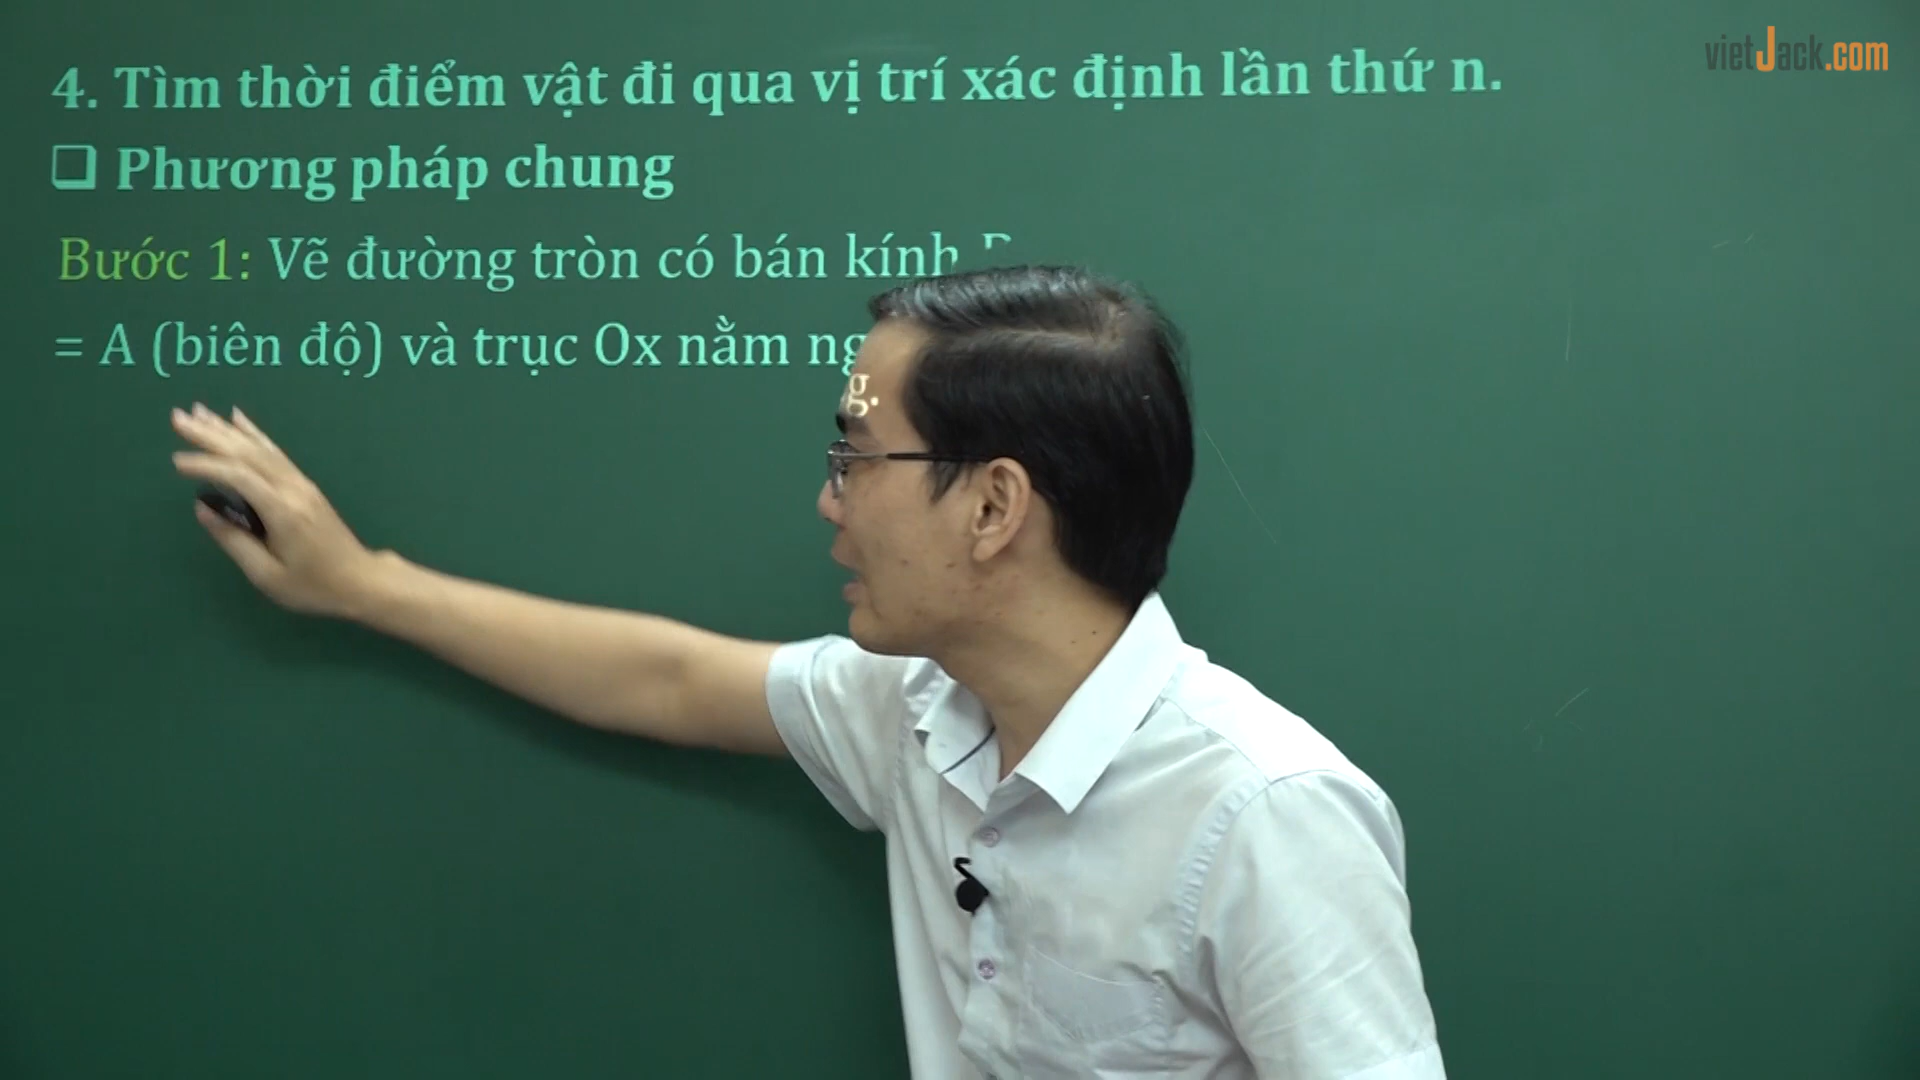 vietJack.com
4. Tìm thời điểm vật đi qua vị trí xác định lần thứ n.
Phương pháp chung
Bước 1: Vẽ đường tròn có bán kính
= A (biên độ) và trục Ox nằm